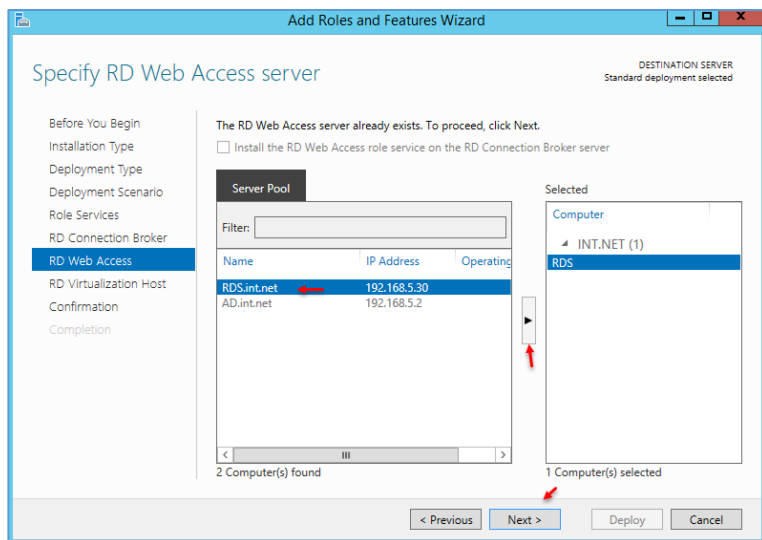 Add Roles and Features Wizard
Specify RD Web Access server
DESTINATION SERVER
Standard deployment selected
Before You Begin
Installation Type
Deployment Type
Deployment Scenario
Role Services
RD Connection Broker
RD Web Access
RD Virtualization Host
Confirmation
Completion
The RD Web Access server already exists. To proceed, click Next.
Install the RD Web Access role service on the RD Connection Broker server
Server Pool
Filter:
Name IP Address Operating
RDS.int.net 192.168.5.30
AD.int.net 192.168.5.2
2 Computer(s) found
Selected
Computer
INT.NET (1)
RDS
1 Computer(s) selected
< Previous Next > Deploy Cancel